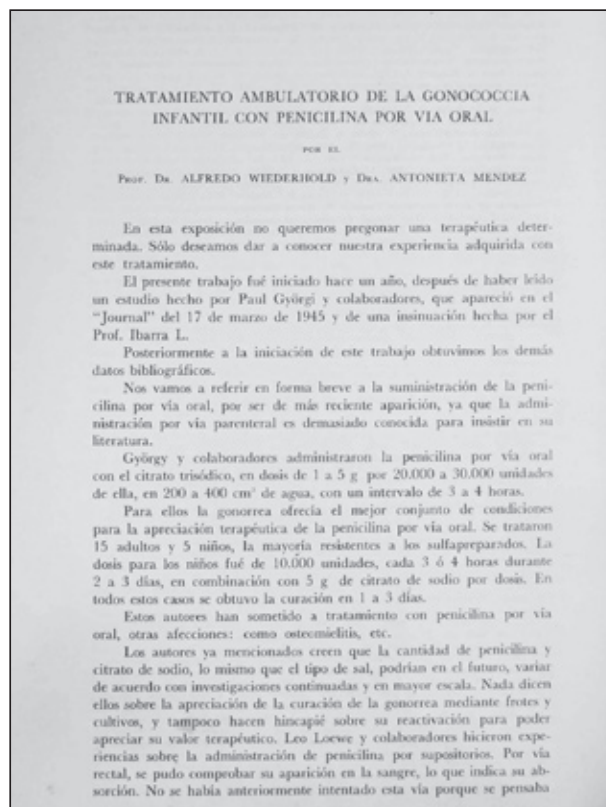 TRATAMIENTO AMBULATORIO DE LA GONOCOCCIA
INFANTIL CON PENICILINA POR VIA ORAL
POR EL
PROF. DR. ALFREDO WIEDERHOLD y DRA. ANTONIETA MENDEZ
En esta exposición no queremos pregonar una terapéutica deter-
minada. Sólo deseamos dar a conocer nuestra experiencia adquirida con
este tratamiento.
El presente trabajo fué iniciado hace un año, después de haber leído
un estudio hecho por Paul Györgi y colaboradores, que apareció en el
"Journal" del 17 de marzo de 1945 y de una insinuación hecha por el
Prof. Ibarra L.
Posteriormente a la iniciación de este trabajo obtuvimos los demás
datos bibliográficos.
Nos vamos a referir en forma breve a la suministración de la peni-
cilina por vía oral, por ser de más reciente aparición, ya que la admi-
nistración por vía parenteral es demasiado conocida para insistir en su
literatura.
György y colaboradores administraron la penicilina por vía oral
con el citrato trisódico, en dosis de 1 a 5 g por 20.000 a 30.000 unidades
de ella, en 200 a 400 cm³ de agua, con un intervalo de 3 a 4 horas.
Para ellos la gonorrea ofrecía el mejor conjunto de condiciones
para la apreciación terapéutica de la penicilina por vía oral. Se trataron
15 adultos y 5 niños, la mayoría resistentes a los sulfapreparados. La
dosis para los niños fué de 10.000 unidades, cada 3 ó 4 horas durante
2 a 3 días, en combinación con 5 g de citrato de sodio por dosis. En
todos estos casos se obtuvo la curación en 1 a 3 días.
Estos autores han sometido a tratamiento con penicilina por vía
oral, otras afecciones: como osteomielitis, etc.
Los autores ya mencionados creen que la cantidad de penicilina y
citrato de sodio, lo mismo que el tipo de sal, podrían en el futuro, variar
de acuerdo con investigaciones continuadas y en mayor escala. Nada dicen
ellos sobre la apreciación de la curación de la gonorrea mediante frotes y
cultivos, y tampoco hacen hincapié sobre su reactivación para poder
apreciar su valor terapéutico. Leo Loewe y colaboradores hicieron expe-
riencias sobre la administración de penicilina por supositorios. Por vía
rectal, se pudo comprobar su aparición en la sangre, lo que indica su ab-
sorción. No se había anteriormente intentado esta vía porque se pensaba